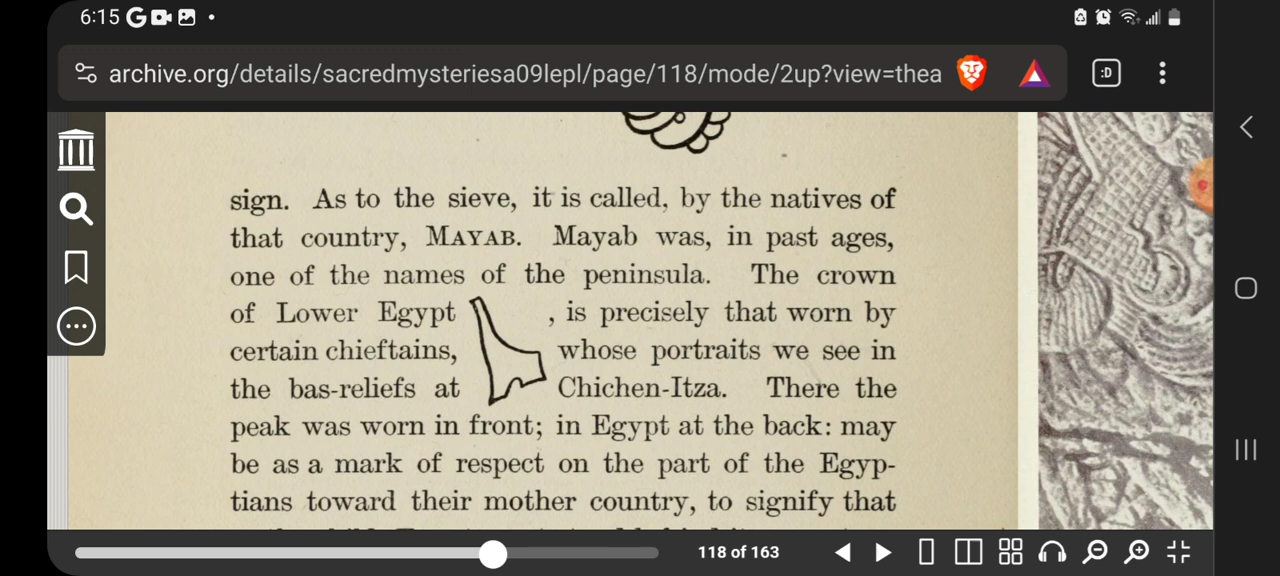 6:15
archive.org/details/sacredmysteriesa09lepl/page/118/mode/2up?view=thea
:D
sign. As to the sieve, it is called, by the natives of
that country, MAYAB. Mayab was, in past ages,
one of the names of the peninsula. The crown
of Lower Egypt , is precisely that worn by
certain chieftains, whose portraits we see in
the bas-reliefs at Chichen-Itza. There the
peak was worn in front; in Egypt at the back: may
be as a mark of respect on the part of the Egyp-
tians toward their mother country, to signify that
118 of 163